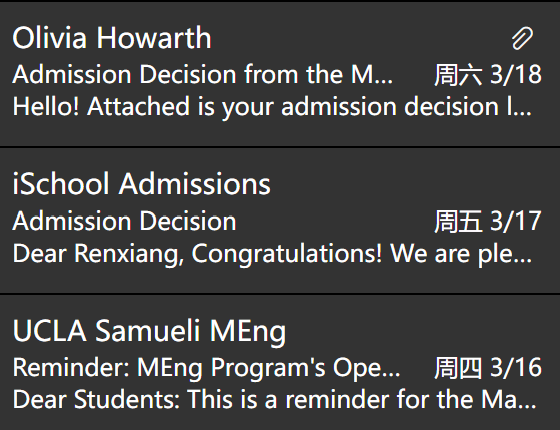 Olivia Howarth
Admission Decision from the M... 周六 3/18
Hello! Attached is your admission decision l...
iSchool Admissions
Admission Decision 周五 3/17
Dear Renxiang, Congratulations! We are ple...
UCLA Samueli MEng
Reminder: MEng Program's Ope... 周四 3/16
Dear Students: This is a reminder for the Ma...